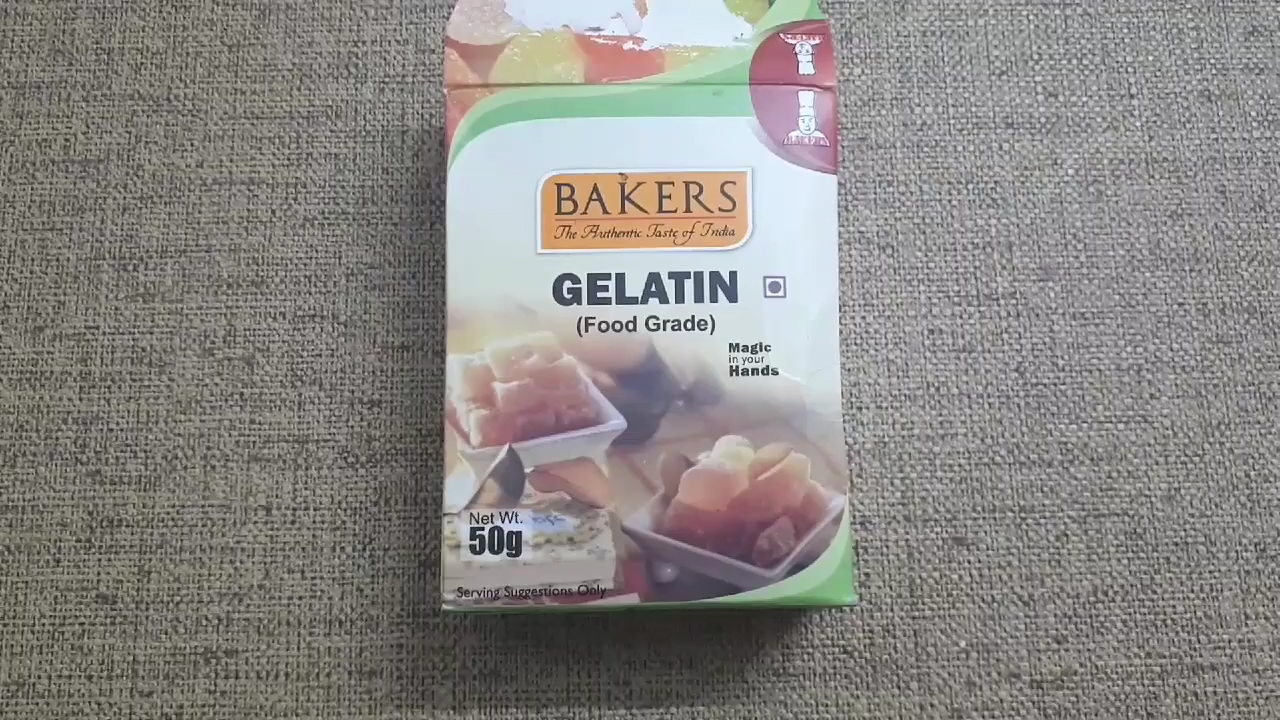 BAKERS
BAKERS
The Authentic Taste of India
GELATIN
(Food Grade)
Magic
in your
Hands
Net Wt.
50g
Serving Suggestions Only